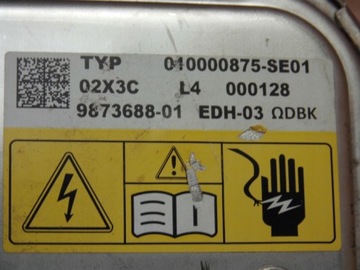 TYP 010000875-SE01
02X3C L4 000128
9873688-01 EDH-03 ΩDBK